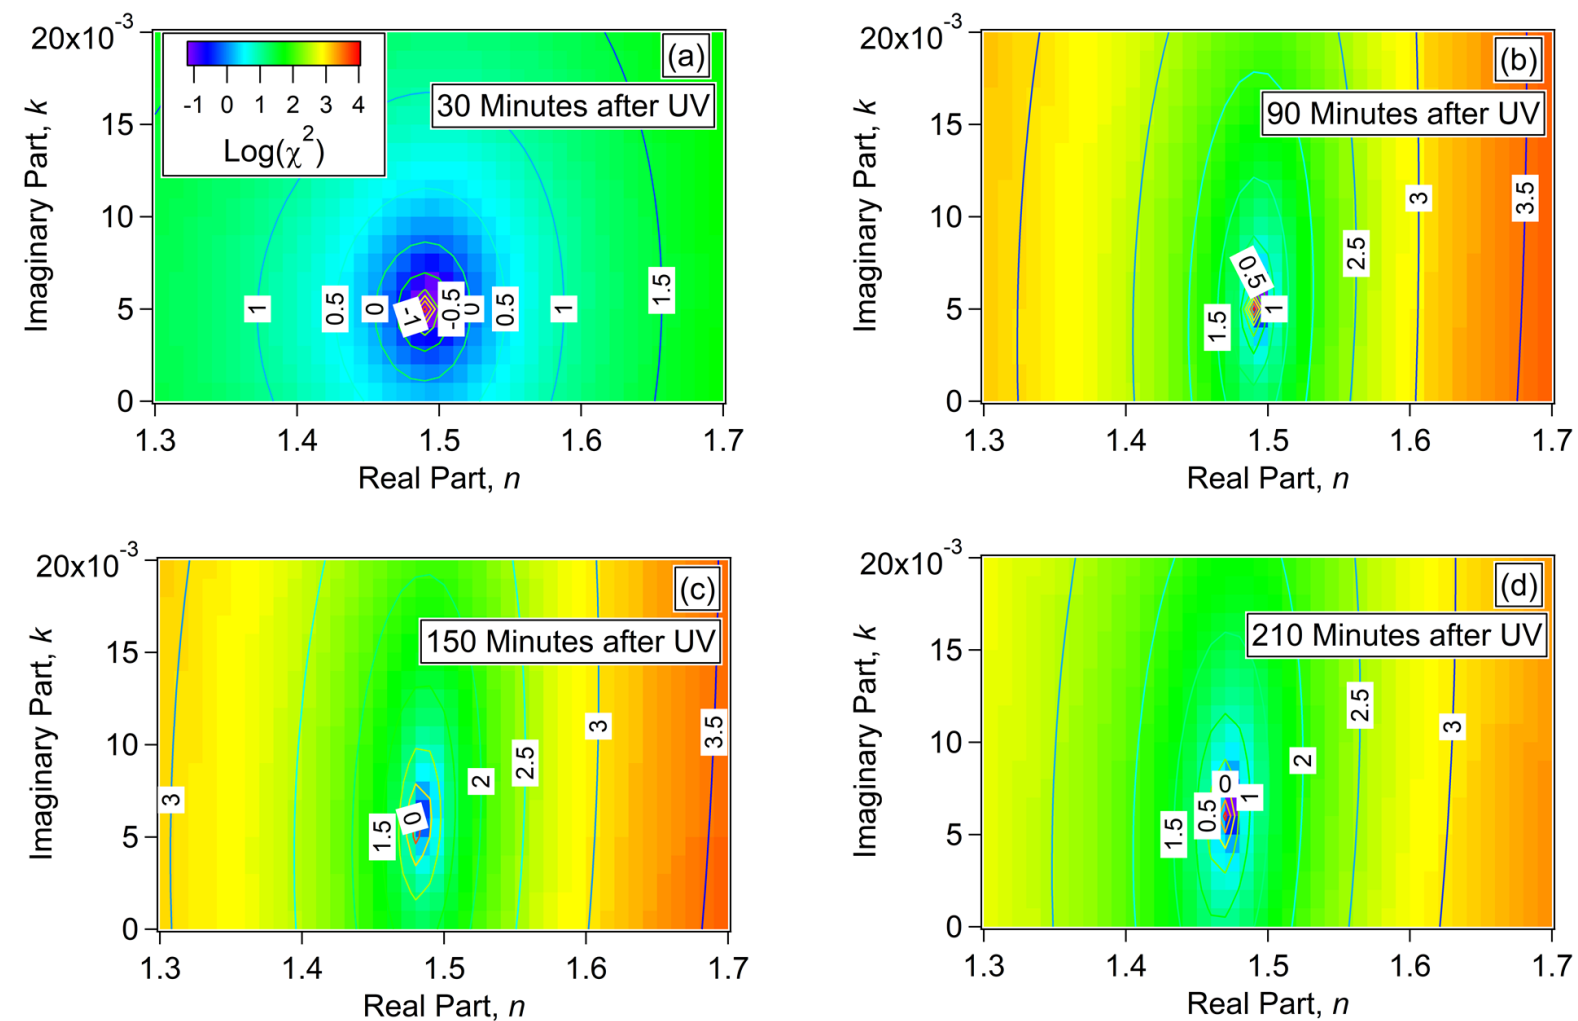 20x10-3
(a)
30 Minutes after UV
-1 0 1 2 3 4
Log(χ2)
15
10
5
0
Imaginary Part, k
1 0.5 0 -1 -0.5 0 0.5 1 1.5
1.3 1.4 1.5 1.6 1.7
Real Part, n
20x10-3
(b)
90 Minutes after UV
15
10
5
0
Imaginary Part, k
1.5 0.5 1 2.5 3 3.5
1.3 1.4 1.5 1.6 1.7
Real Part, n
20x10-3
(c)
150 Minutes after UV
15
10
5
0
Imaginary Part, k
3 1.5 0 2 2.5 3 3.5
1.3 1.4 1.5 1.6 1.7
Real Part, n
20x10-3
(d)
210 Minutes after UV
15
10
5
0
Imaginary Part, k
1.5 0.5 0 1 2 2.5 3
1.3 1.4 1.5 1.6 1.7
Real Part, n